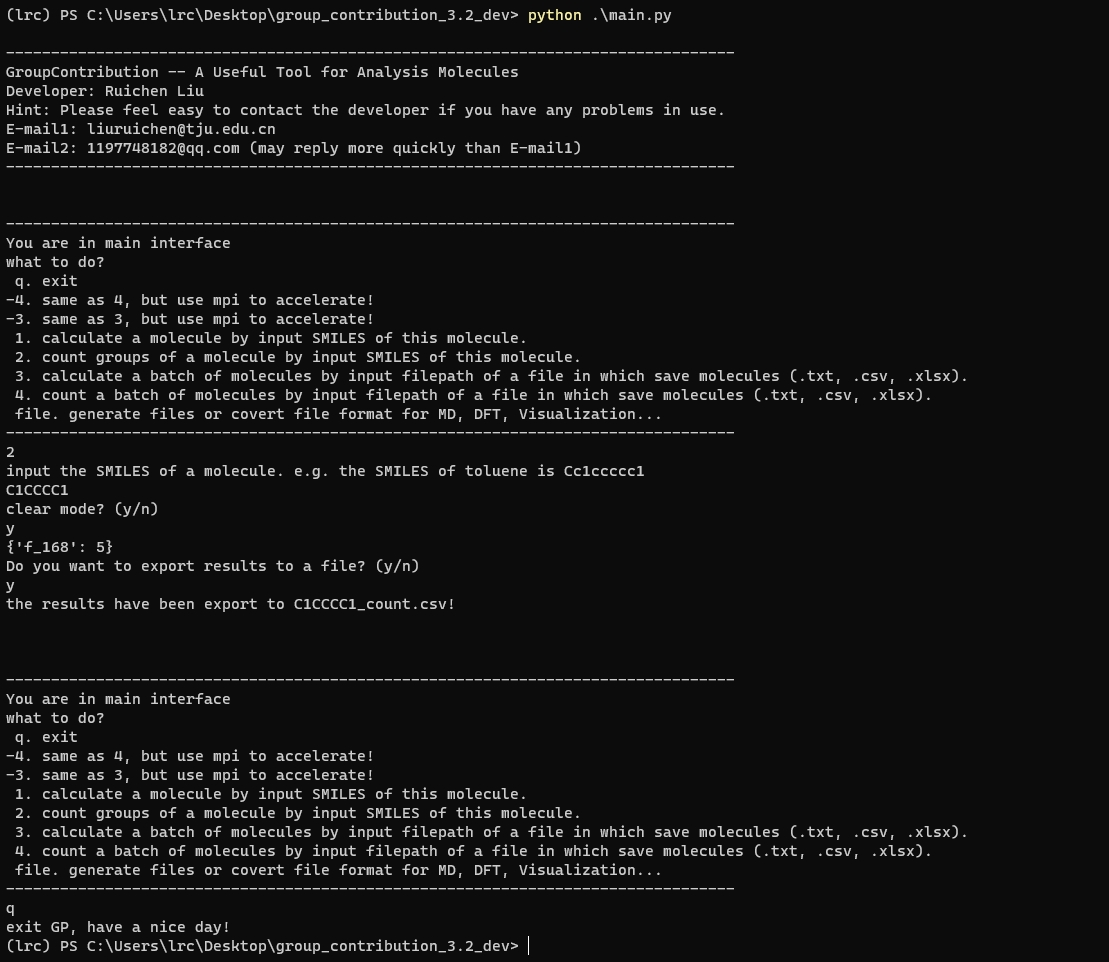 (lrc) PS C:\Users\lrc\Desktop\group_contribution_3.2_dev> python .\main.py
---------------------------------------------------------------------------------
GroupContribution -- A Useful Tool for Analysis Molecules
Developer: Ruichen Liu
Hint: Please feel easy to contact the developer if you have any problems in use.
E-mail1: liuruichen@tju.edu.cn
E-mail2: 1197748182@qq.com (may reply more quickly than E-mail1)
---------------------------------------------------------------------------------
---------------------------------------------------------------------------------
You are in main interface
what to do?
 q. exit
-4. same as 4, but use mpi to accelerate!
-3. same as 3, but use mpi to accelerate!
 1. calculate a molecule by input SMILES of this molecule.
 2. count groups of a molecule by input SMILES of this molecule.
 3. calculate a batch of molecules by input filepath of a file in which save molecules (.txt, .csv, .xlsx).
 4. count a batch of molecules by input filepath of a file in which save molecules (.txt, .csv, .xlsx).
 file. generate files or covert file format for MD, DFT, Visualization...
---------------------------------------------------------------------------------
2
input the SMILES of a molecule. e.g. the SMILES of toluene is Cc1ccccc1
C1CCCC1
clear mode? (y/n)
y
{'f_168': 5}
Do you want to export results to a file? (y/n)
y
the results have been export to C1CCCC1_count.csv!
---------------------------------------------------------------------------------
You are in main interface
what to do?
 q. exit
-4. same as 4, but use mpi to accelerate!
-3. same as 3, but use mpi to accelerate!
 1. calculate a molecule by input SMILES of this molecule.
 2. count groups of a molecule by input SMILES of this molecule.
 3. calculate a batch of molecules by input filepath of a file in which save molecules (.txt, .csv, .xlsx).
 4. count a batch of molecules by input filepath of a file in which save molecules (.txt, .csv, .xlsx).
 file. generate files or covert file format for MD, DFT, Visualization...
---------------------------------------------------------------------------------
q
exit GP, have a nice day!
(lrc) PS C:\Users\lrc\Desktop\group_contribution_3.2_dev>